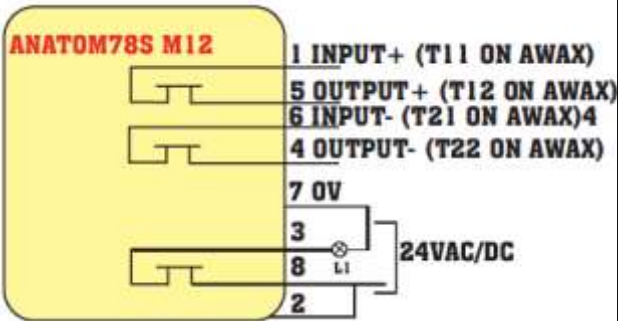 ANATOM78S M12
1 INPUT+ (T11 ON AWAX)
5 OUTPUT+ (T12 ON AWAX)
6 INPUT- (T21 ON AWAX)4
4 OUTPUT- (T22 ON AWAX)
7 0V
3
L1
24VAC/DC
8
2